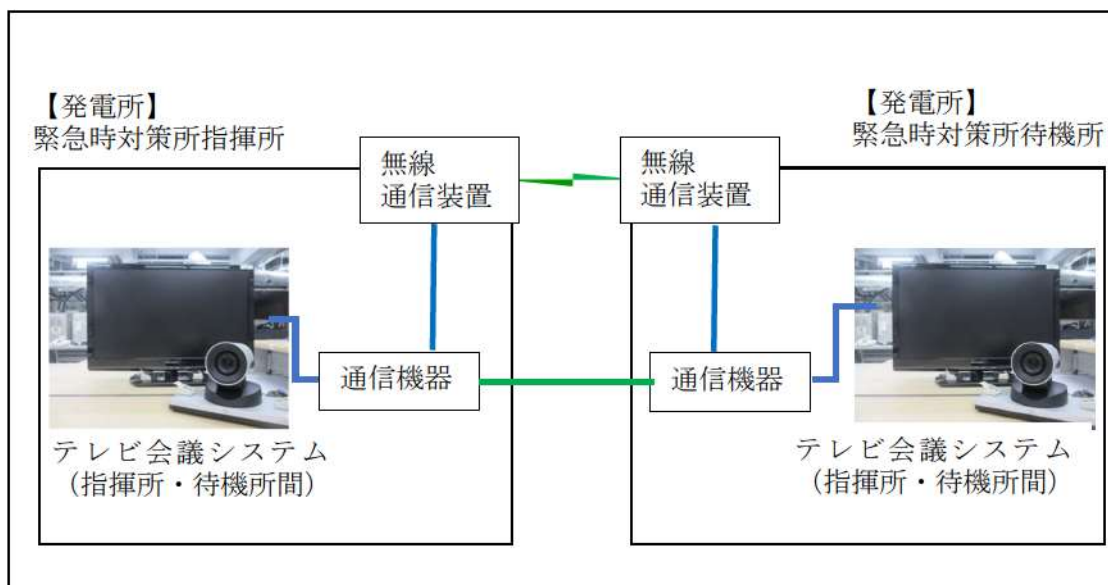 【発電所】
緊急時対策所指揮所
【発電所】
緊急時対策所待機所
無線
通信装置
無線
通信装置
通信機器
通信機器
テレビ会議システム
（指揮所・待機所間）
テレビ会議システム
（指揮所・待機所間）